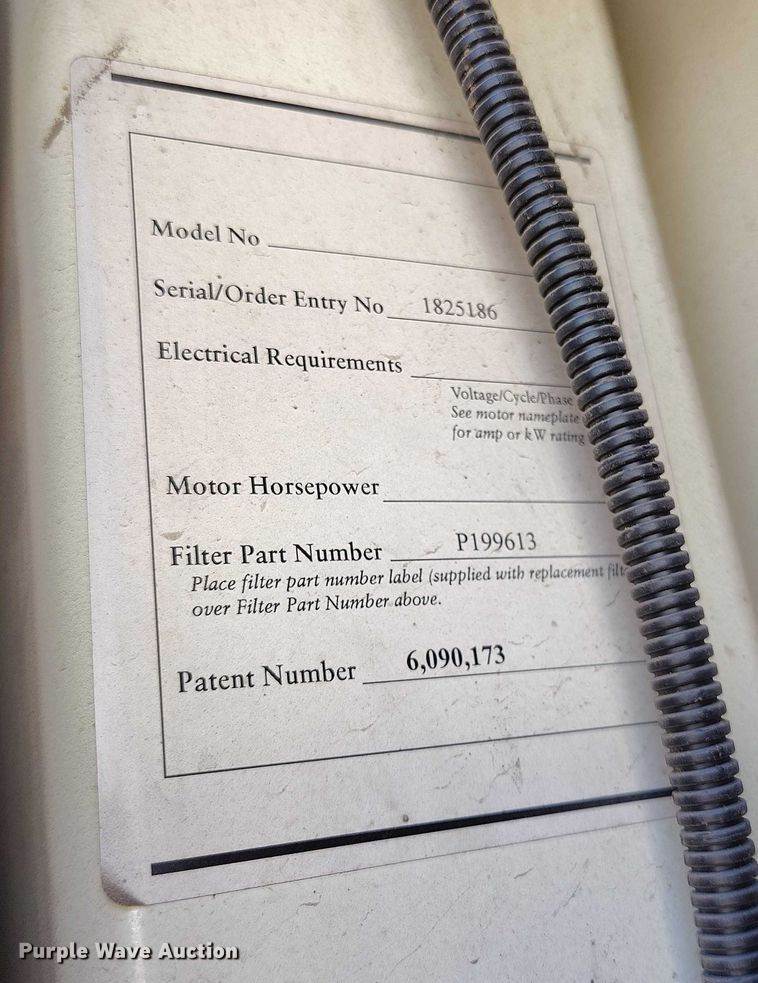 Model No
Serial/Order Entry No 1825186
Electrical Requirements
Voltage/Cycle/Phase
See motor nameplate
for amp or kW rating
Motor Horsepower
Filter Part Number P199613
Place filter part number label (supplied with replacement
over Filter Part Number above.
Patent Number 6,090,173
Purple Wave Auction